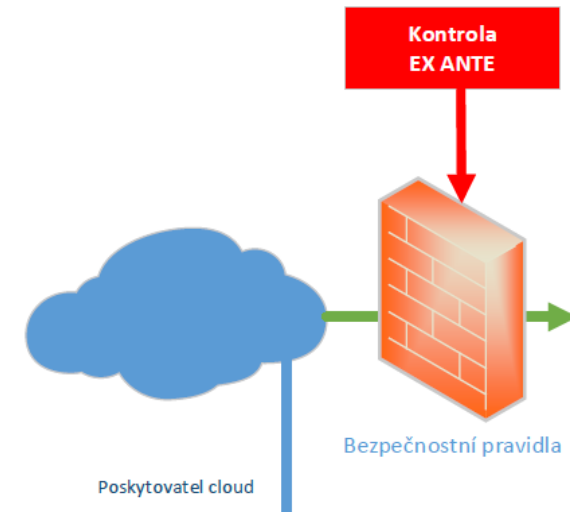 Kontrola
EX ANTE
Bezpečnostní pravidla
Poskytovatel cloud